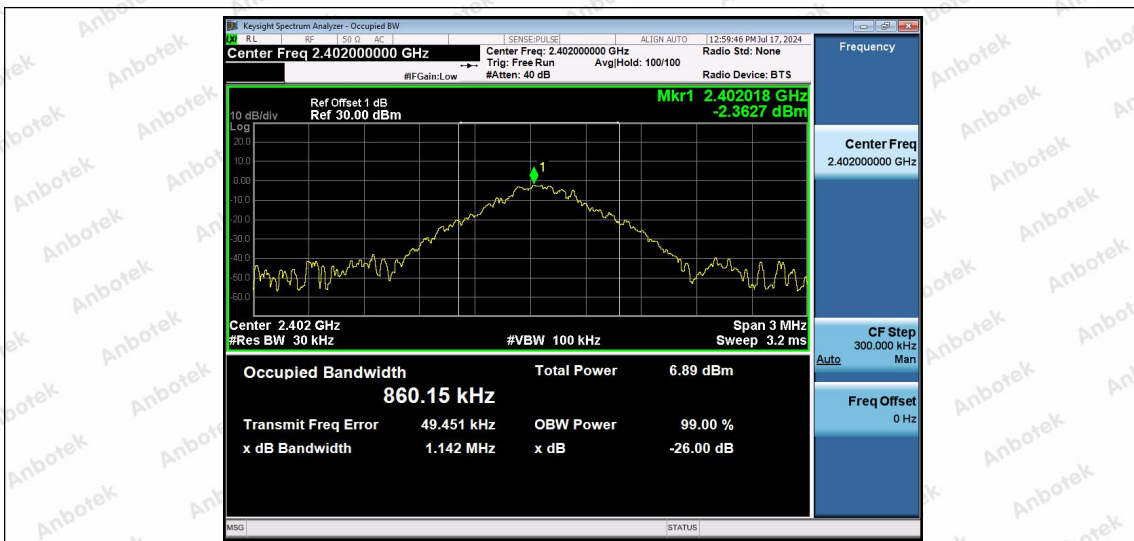 Keysight Spectrum Analyzer - Occupied BW
LXI RL RF 50 Ω AC SENSE:PULSE ALIGN AUTO 12:59:46 PM Jul 17, 2024
Center Freq 2.402000000 GHz
Center Freq: 2.402000000 GHz
Radio Std: None
Trig: Free Run Avg|Hold: 100/100
#IFGain:Low #Atten: 40 dB Radio Device: BTS
Mkr1 2.402018 GHz
-2.3627 dBm
Ref Offset 1 dB
10 dB/div Ref 30.00 dBm
Log
20.0
10.0
0.00
-10.0
-20.0
-30.0
-40.0
-50.0
-60.0
1
Center 2.402 GHz Span 3 MHz
#Res BW 30 kHz #VBW 100 kHz Sweep 3.2 ms
Occupied Bandwidth Total Power 6.89 dBm
860.15 kHz
Transmit Freq Error 49.451 kHz OBW Power 99.00 %
x dB Bandwidth 1.142 MHz x dB -26.00 dB
MSG STATUS
Frequency
Center Freq
2.402000000 GHz
CF Step
300.000 kHz
Auto Man
Freq Offset
0 Hz
Anbotek